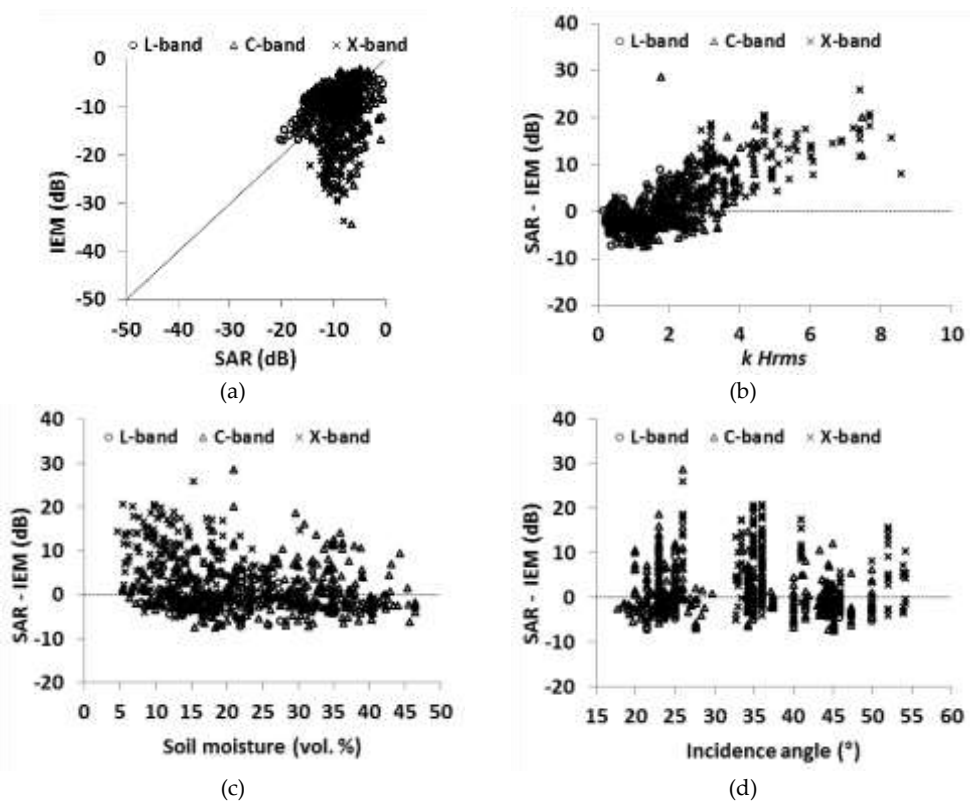 L-band C-band X-band
0
-10
-20
-30
-40
-50
IEM (dB)
-50 -40 -30 -20 -10 0
SAR (dB)
(a)
L-band C-band X-band
40
30
20
10
0
-10
-20
SAR - IEM (dB)
0 2 4 6 8 10
k Hrms
(b)
L-band C-band X-band
40
30
20
10
0
-10
-20
SAR - IEM (dB)
0 5 10 15 20 25 30 35 40 45 50
Soil moisture (vol. %)
(c)
L-band C-band X-band
40
30
20
10
0
-10
-20
SAR - IEM (dB)
15 20 25 30 35 40 45 50 55 60
Incidence angle (°)
(d)